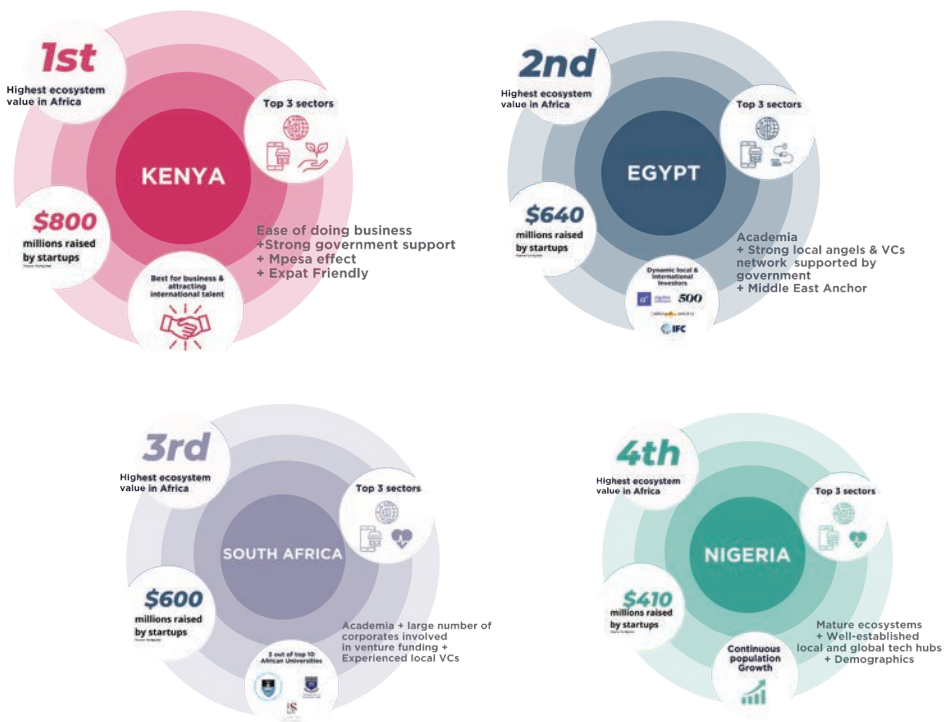 1st
Highest ecosystem
value in Africa
Top 3 sectors
KENYA
$800
millions raised
by startups
Ease of doing business
+Strong government support
+ Mpesa effect
+ Expat Friendly
Best for business &
attracting
international talent
2nd
Highest ecosystem
value in Africa
Top 3 sectors
EGYPT
$640
millions raised
by startups
Academia
+ Strong local angels & VCs
network supported by
government
+ Middle East Anchor
Dynamic local &
international
Investors
500
IFC
3rd
Highest ecosystem
value in Africa
Top 3 sectors
SOUTH AFRICA
$600
millions raised
by startups
Academia + large number of
corporates involved
in venture funding +
Experienced local VCs
3 out of top 10
African Universities
4th
Highest ecosystem
value in Africa
Top 3 sectors
NIGERIA
$410
millions raised
by startups
Mature ecosystems
+ Well-established
local and global tech hubs
+ Demographics
Continuous
population
Growth